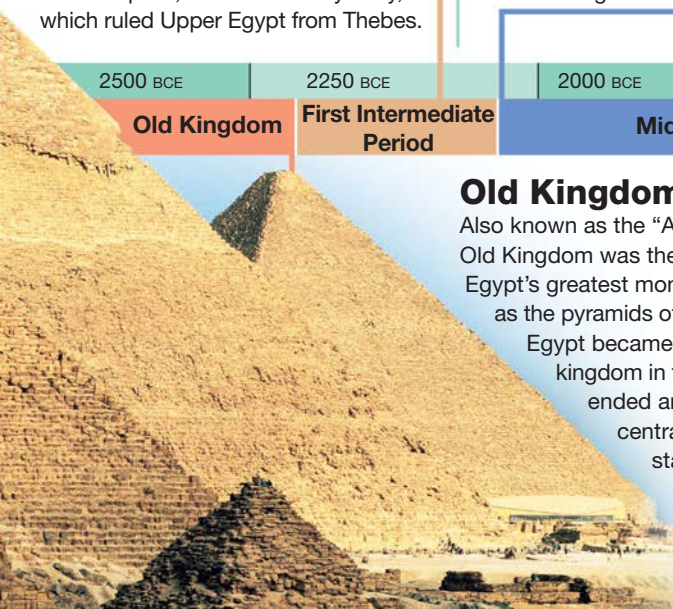 which ruled Upper Egypt from Thebes.
2500 BCE
2250 BCE
2000 BCE
Old Kingdom
First Intermediate
Period
Old Kingdom
Also known as the “A
Old Kingdom was the
Egypt’s greatest mon
as the pyramids of
Egypt became
kingdom in
ended
centra
sta